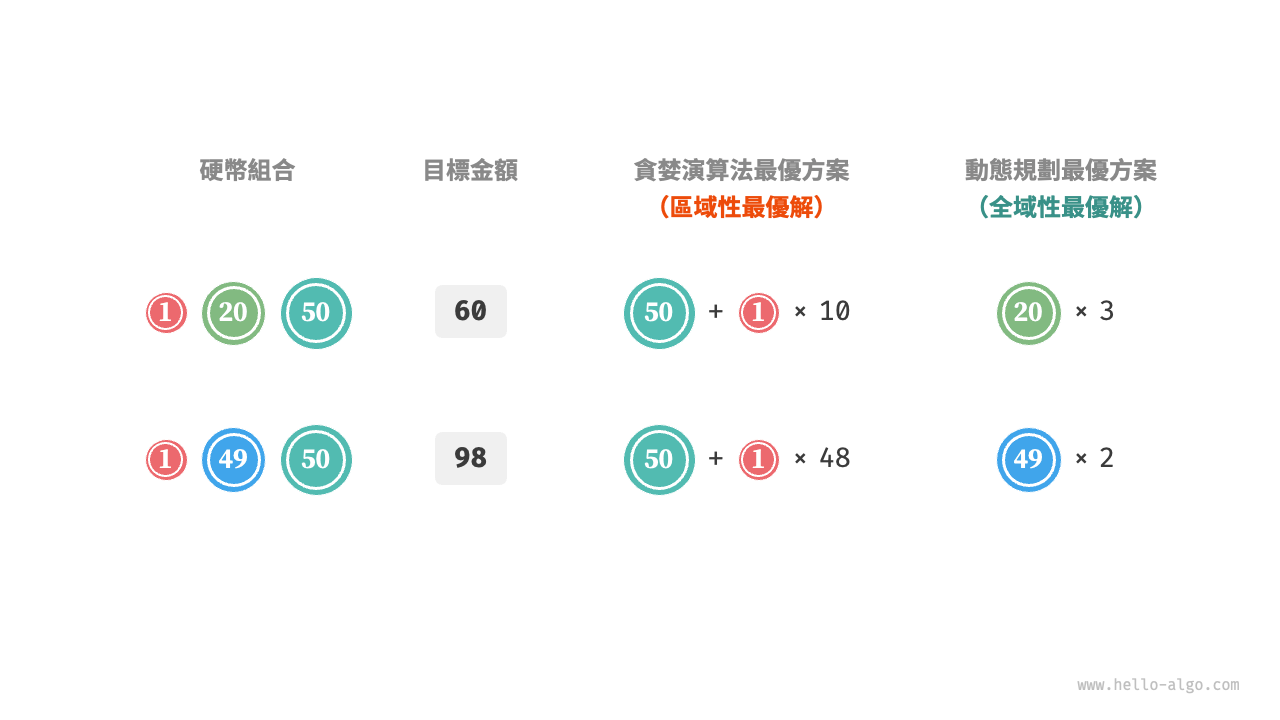 硬幣組合 目標金額 貪婪演算法最優方案 動態規劃最優方案
（區域性最優解） （全域性最優解）
1 20 50 60 50 + 1 × 10 20 × 3
1 49 50 98 50 + 1 × 48 49 × 2
www.hello-algo.com